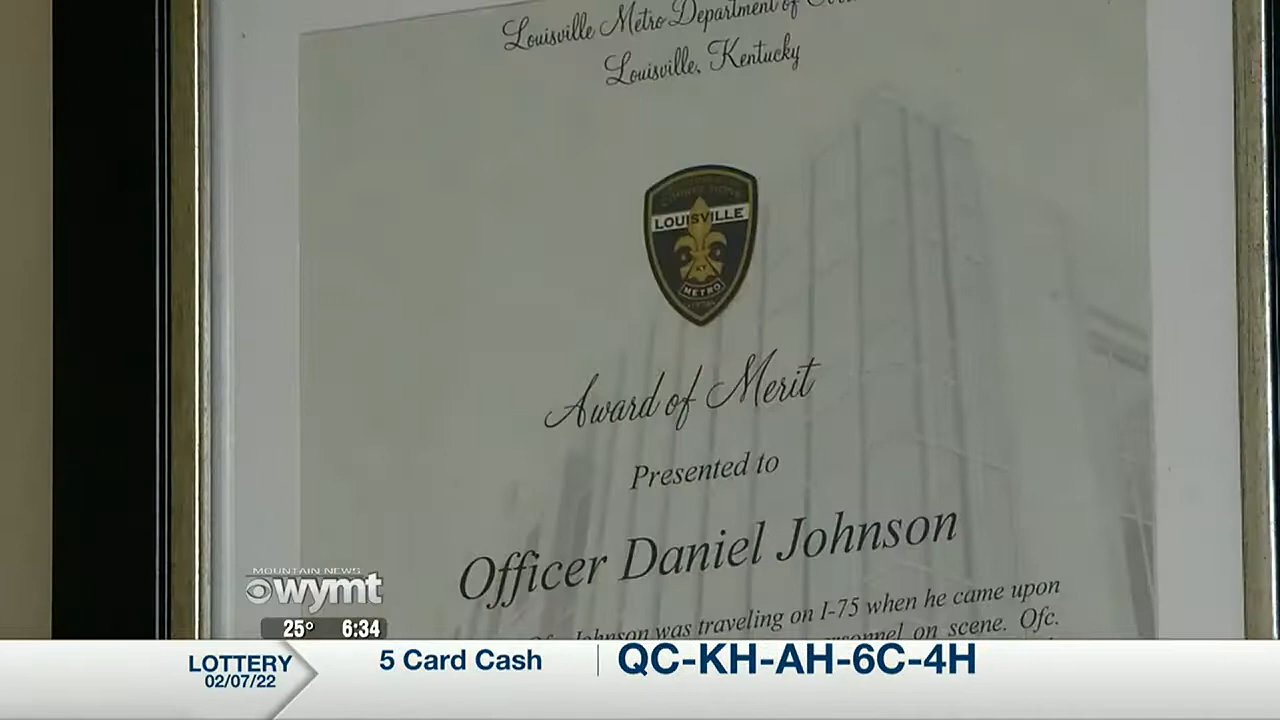 Louisville Metro Department of
Louisville, Kentucky
LOUISVILLE
KY
METRO
Award of Merit
Presented to
Officer Daniel Johnson
Johnson was traveling on I-75 when he came upon
on scene. Ofc.
MOUNTAIN NEWS
wymt
25° 6:34
LOTTERY
02/07/22
5 Card Cash
QC-KH-AH-6C-4H